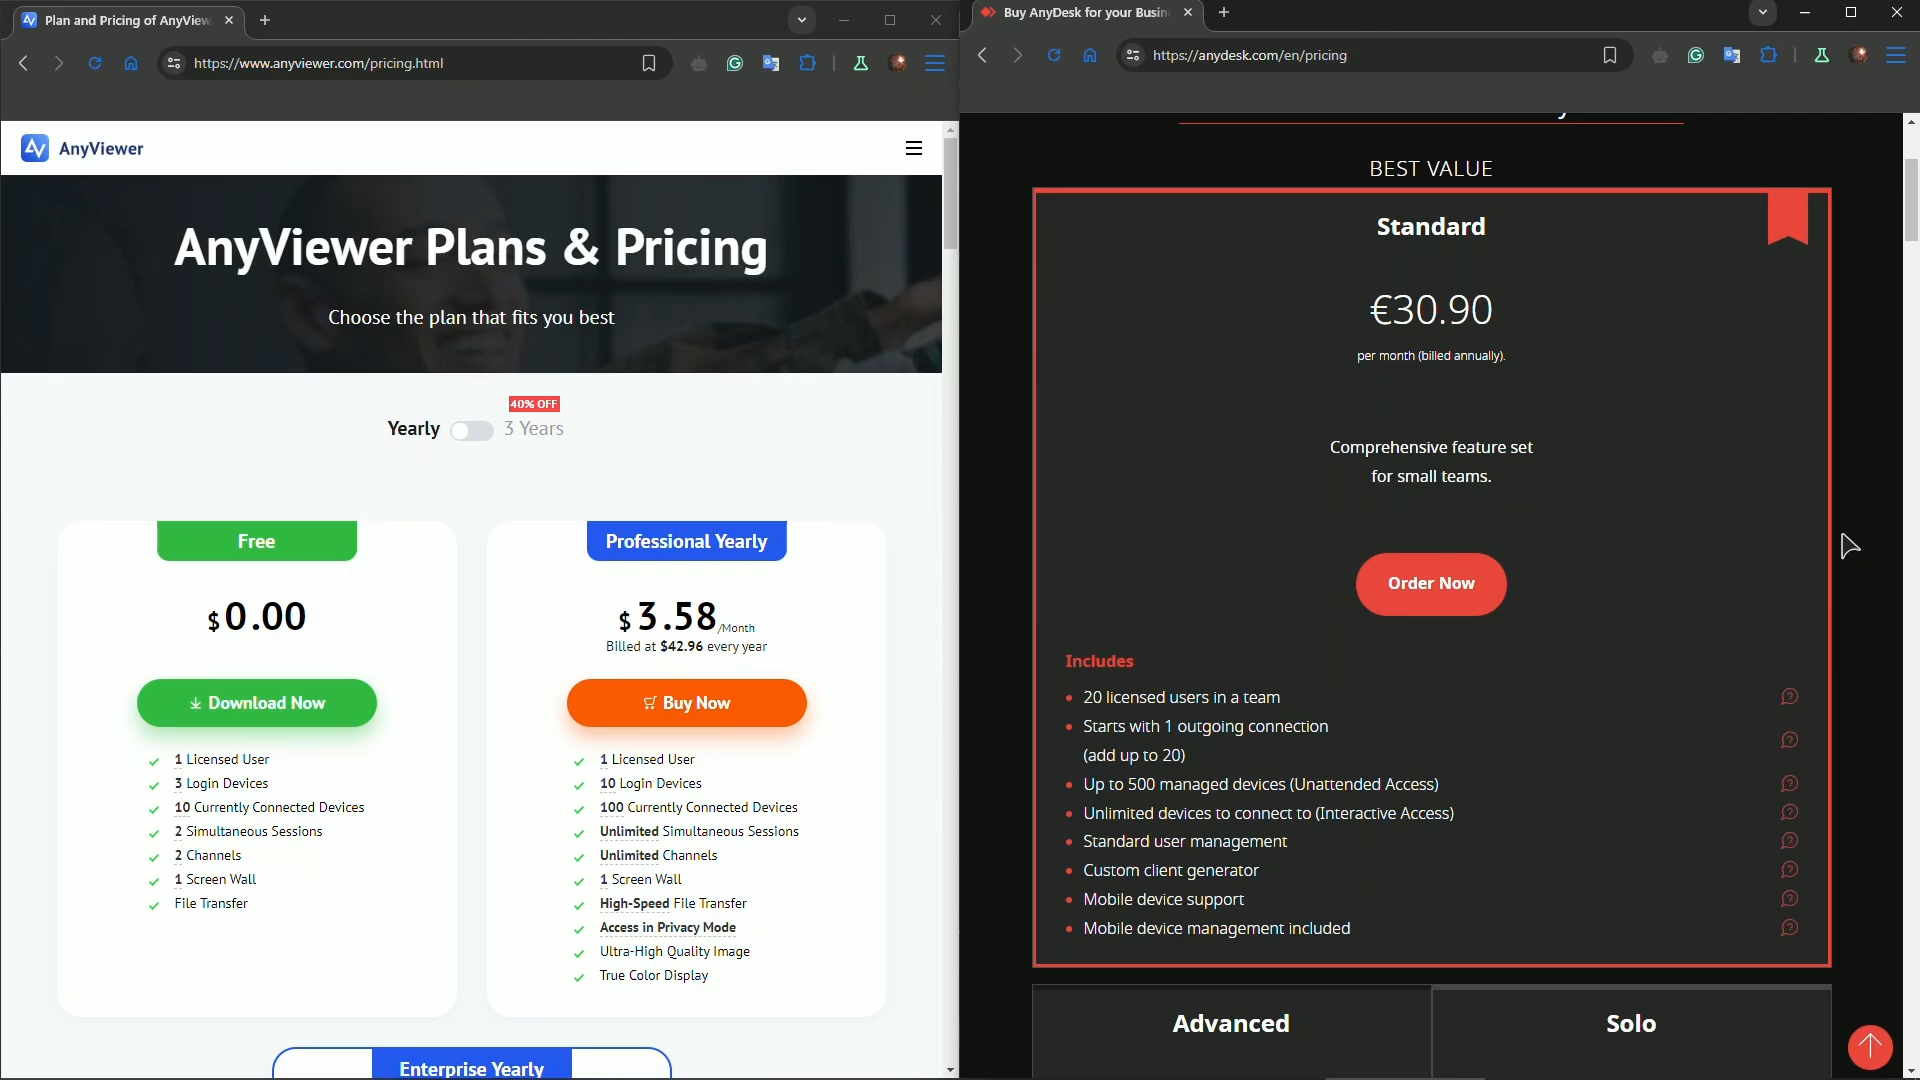 Plan and Pricing of AnyView
https://www.anyviewer.com/pricing.html
AnyViewer
AnyViewer Plans & Pricing
Choose the plan that fits you best
40% OFF
Yearly
3 Years
Free
$0.00
Download Now
1 Licensed User
3 Login Devices
10 Currently Connected Devices
2 Simultaneous Sessions
2 Channels
1 Screen Wall
File Transfer
Professional Yearly
$3.58/Month
Billed at $42.96 every year
Buy Now
1 Licensed User
10 Login Devices
100 Currently Connected Devices
Unlimited Simultaneous Sessions
Unlimited Channels
1 Screen Wall
High-Speed File Transfer
Access in Privacy Mode
Ultra-High Quality Image
True Color Display
Enterprise Yearly
Buy AnyDesk for your Busin
https://anydesk.com/en/pricing
BEST VALUE
Standard
€30.90
per month (billed annually).
Comprehensive feature set
for small teams.
Order Now
Includes
20 licensed users in a team
Starts with 1 outgoing connection
(add up to 20)
Up to 500 managed devices (Unattended Access)
Unlimited devices to connect to (Interactive Access)
Standard user management
Custom client generator
Mobile device support
Mobile device management included
Advanced
Solo